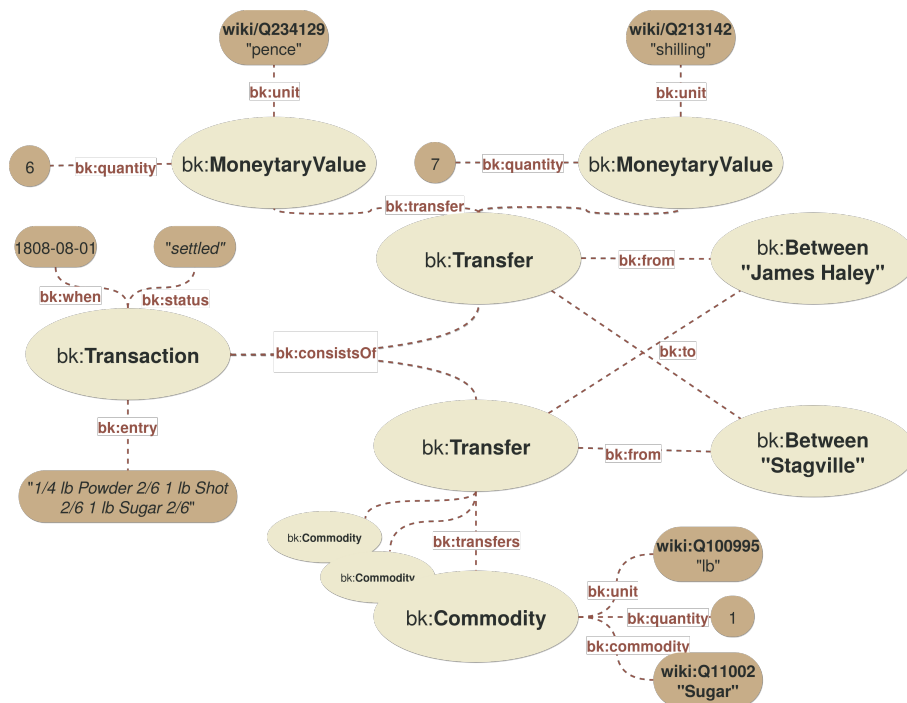 wiki/Q234129
"pence"
wiki/Q213142
"shilling"
bk:unit
bk:unit
6
bk:quantity
bk:MoneytaryValue
7
bk:quantity
bk:MoneytaryValue
bk:transfer
1808-08-01
"settled"
bk:Transfer
bk:from
bk:Between
"James Haley"
bk:when
bk:status
bk:Transaction
bk:consistsOf
bk:to
bk:entry
bk:Transfer
bk:from
bk:Between
"Stagville"
"1/4 lb Powder 2/6 1 lb Shot
2/6 1 lb Sugar 2/6"
bk:Commodity
bk:transfers
wiki:Q100995
"lb"
bk:Commodity
bk:unit
bk:Commodity
bk:quantity
1
bk:commodity
wiki:Q11002
"Sugar"